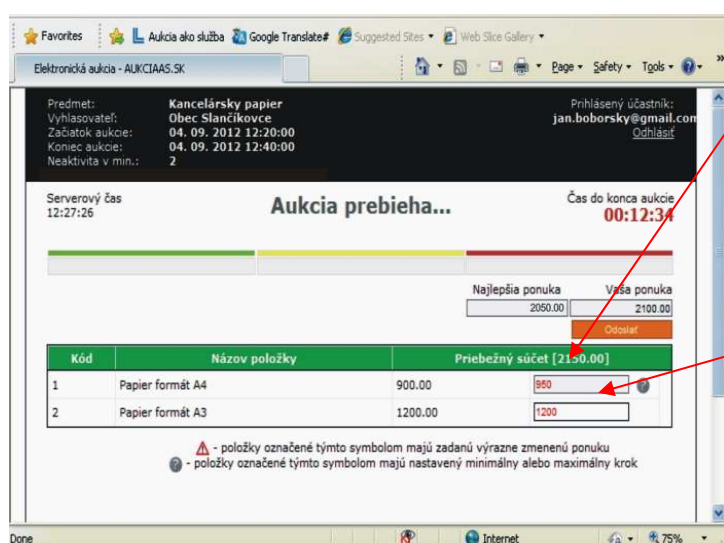 Favorites Aukcia ako služba Google Translate# Suggested Sites Web Slice Gallery
Elektronická aukcia - AUKCIAAS.SK Page Safety Tools »
Predmet: Kancelársky papier
Vyhlasovateľ: Obec Slančíkovce
Začiatok aukcie: 04. 09. 2012 12:20:00
Koniec aukcie: 04. 09. 2012 12:40:00
Neaktivita v min.: 2
Prihlásený účastník:
jan.boborsky@gmail.com
Odhlásiť
Serverový čas
12:27:26
Aukcia prebieha...
Čas do konca aukcie
00:12:34
Najlepšia ponuka Vaša ponuka
2050.00 2100.00
Odoslať
Kód Názov položky Priebežný súčet [2150.00]
1 Papier formát A4 900.00 950
2 Papier formát A3 1200.00 1200
- položky označené týmto symbolom majú zadanú výrazne zmenenú ponuku
- položky označené týmto symbolom majú nastavený minimálny alebo maximálny krok
Done Internet 75%